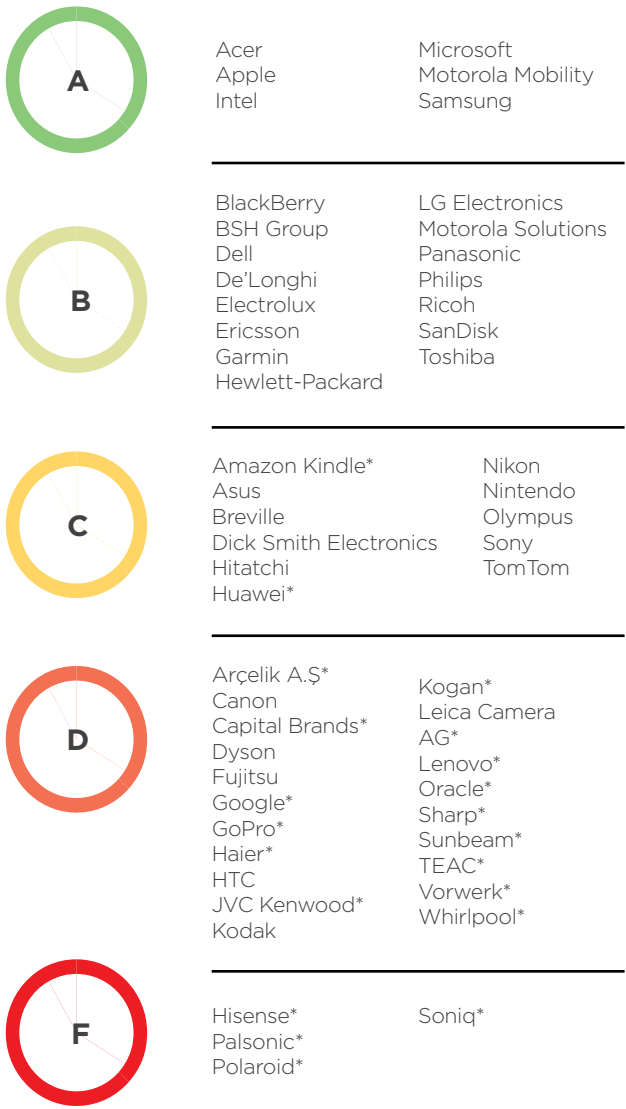 A
Acer
Apple
Intel
Microsoft
Motorola Mobility
Samsung
B
BlackBerry
BSH Group
Dell
De’Longhi
Electrolux
Ericsson
Garmin
Hewlett-Packard
LG Electronics
Motorola Solutions
Panasonic
Philips
Ricoh
SanDisk
Toshiba
C
Amazon Kindle*
Asus
Breville
Dick Smith Electronics
Hitatchi
Huawei*
Nikon
Nintendo
Olympus
Sony
TomTom
D
Arçelik A.Ş*
Canon
Capital Brands*
Dyson
Fujitsu
Google*
GoPro*
Haier*
HTC
JVC Kenwood*
Kodak
Kogan*
Leica Camera
AG*
Lenovo*
Oracle*
Sharp*
Sunbeam*
TEAC*
Vorwerk*
Whirlpool*
F
Hisense*
Palsonic*
Polaroid*
Soniq*